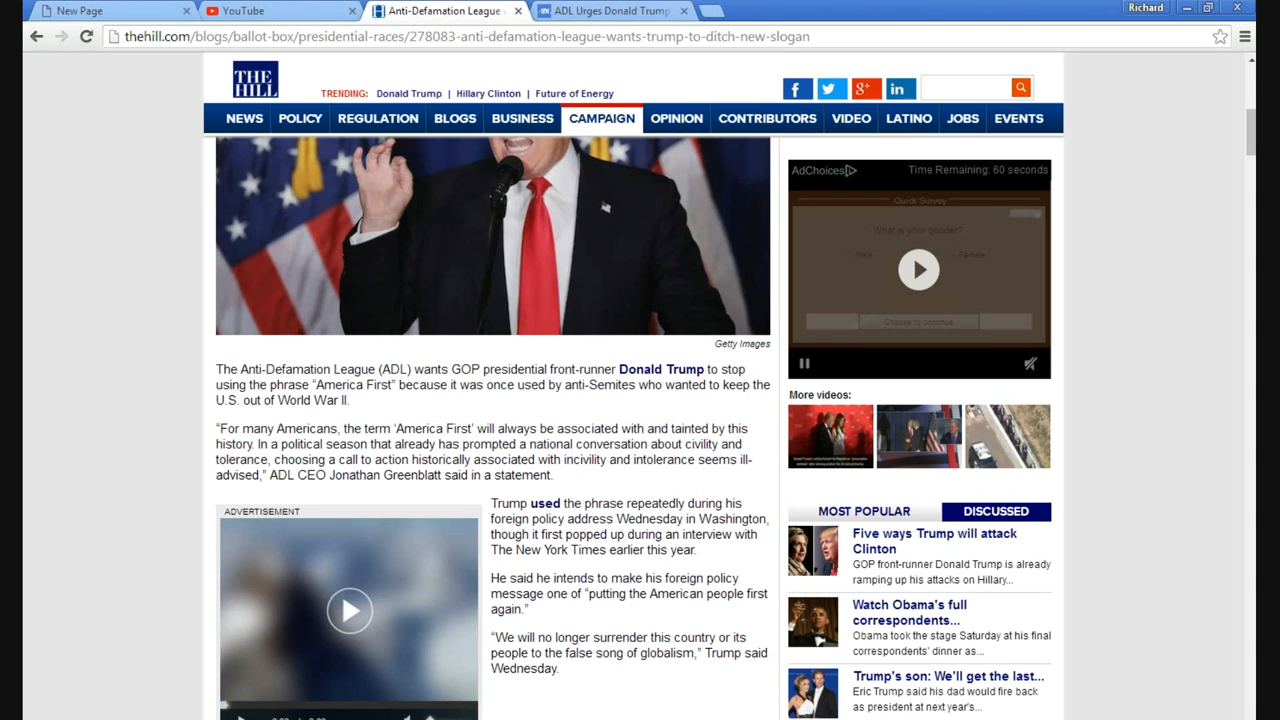 New Page
YouTube
Anti-Defamation League
ADL Urges Donald Trump
Richard
thehill.com/blogs/ballot-box/presidential-races/278083-anti-defamation-league-wants-trump-to-ditch-new-slogan
THE
HILL
TRENDING: Donald Trump | Hillary Clinton | Future of Energy
f
g+
in
NEWS POLICY REGULATION BLOGS BUSINESS CAMPAIGN OPINION CONTRIBUTORS VIDEO LATINO JOBS EVENTS
Getty Images
The Anti-Defamation League (ADL) wants GOP presidential front-runner Donald Trump to stop
using the phrase “America First” because it was once used by anti-Semites who wanted to keep the
U.S. out of World War II.
“For many Americans, the term ‘America First’ will always be associated with and tainted by this
history. In a political season that already has prompted a national conversation about civility and
tolerance, choosing a call to action historically associated with incivility and intolerance seems ill-
advised,” ADL CEO Jonathan Greenblatt said in a statement.
ADVERTISEMENT
Trump used the phrase repeatedly during his
foreign policy address Wednesday in Washington,
though it first popped up during an interview with
The New York Times earlier this year.
He said he intends to make his foreign policy
message one of “putting the American people first
again.”
“We will no longer surrender this country or its
people to the false song of globalism,” Trump said
Wednesday.
AdChoices
Time Remaining: 60 seconds
Quick Survey
What is your gender?
Male Female
Choose to continue
More videos:
MOST POPULAR DISCUSSED
Five ways Trump will attack
Clinton
GOP front-runner Donald Trump is already
ramping up his attacks on Hillary...
Watch Obama's full
correspondents...
Obama took the stage Saturday at his final
correspondents' dinner as...
Trump's son: We'll get the last...
Eric Trump said his dad would fire back
as president at next year's...